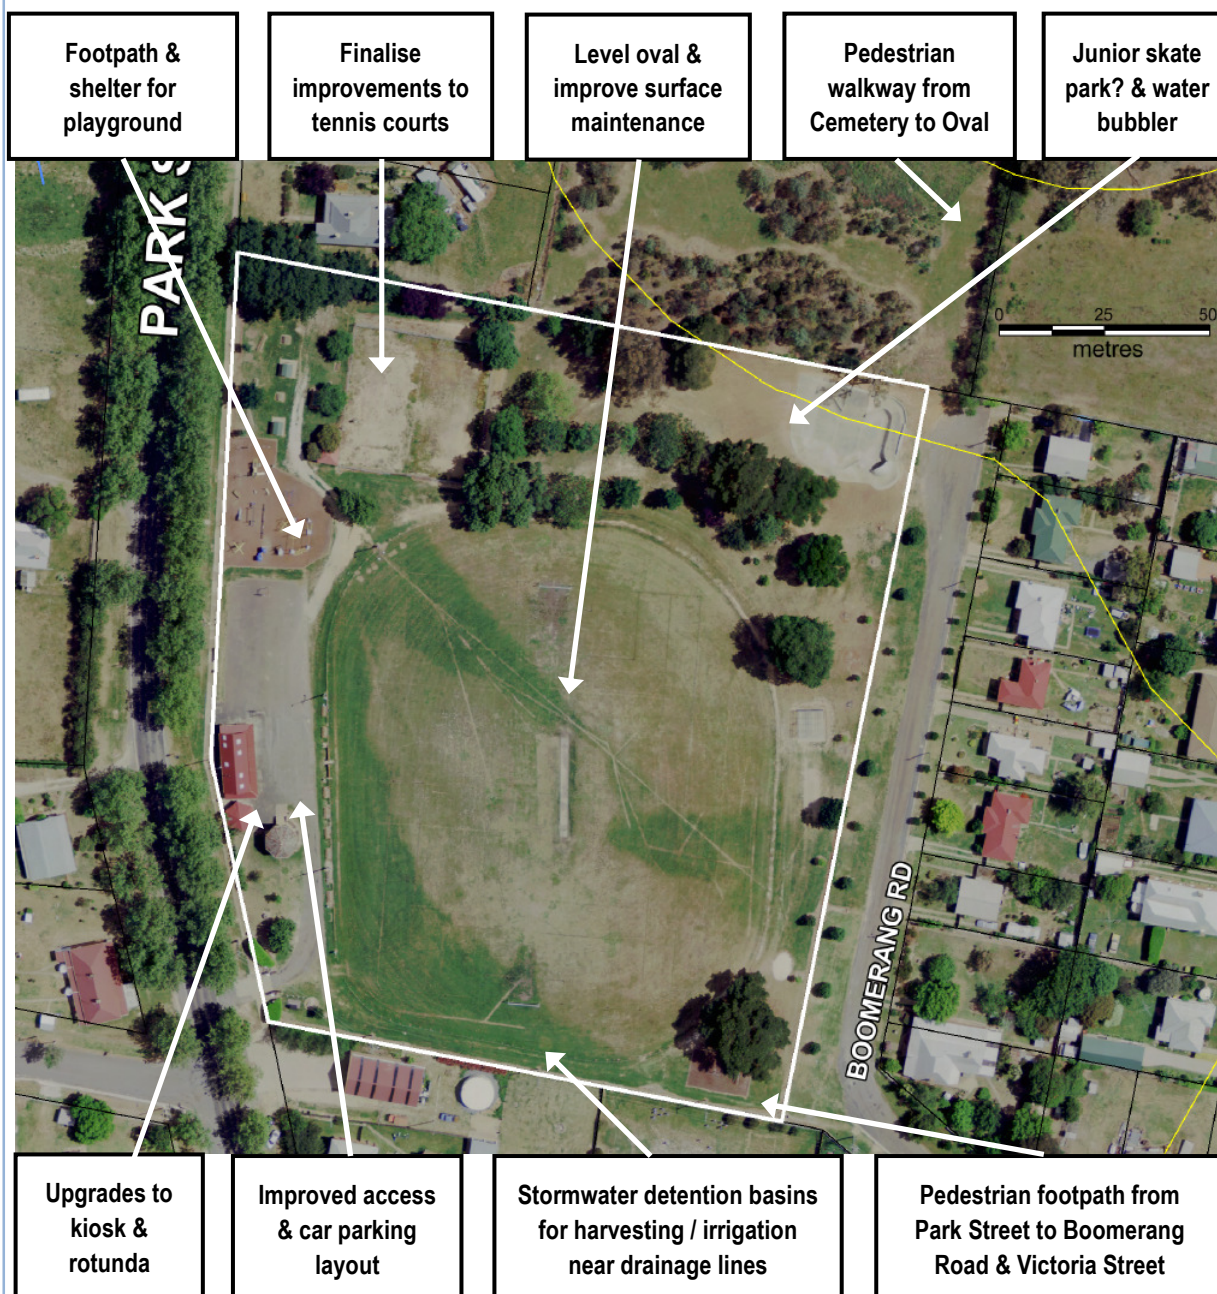 Footpath &
shelter for
playground
Finalise
improvements to
tennis courts
Level oval &
improve surface
maintenance
Pedestrian
walkway from
Cemetery to Oval
Junior skate
park? & water
bubbler
PARK S
0 25 50
metres
BOOMERANG RD
Upgrades to
kiosk &
rotunda
Improved access
& car parking
layout
Stormwater detention basins
for harvesting / irrigation
near drainage lines
Pedestrian footpath from
Park Street to Boomerang
Road & Victoria Street